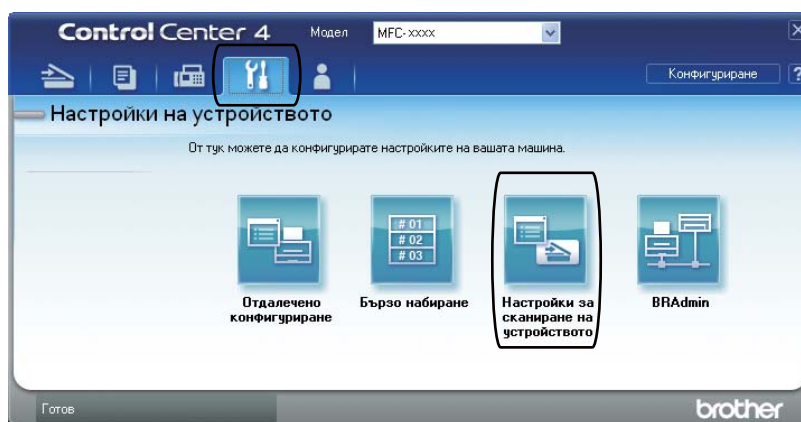 Control Center 4 Модел MFC-xxxx
Конфигуриране ?
Настройки на устройството
От тук можете да конфигурирате настройките на вашата машина.
# 01
# 02
# 03
Отдалечено
конфигуриране
Бързо набиране
Настройки за
сканиране на
устройството
BRAdmin
Готов
brother